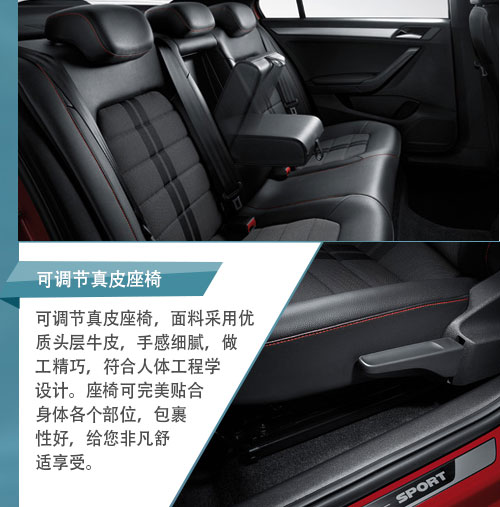 可调节真皮座椅
可调节真皮座椅，面料采用优
质头层牛皮，手感细腻，做
工精巧，符合人体工程学
设计。座椅可完美贴合
身体各个部位，包裹
性好，给您非凡舒
适享受。
SPORT